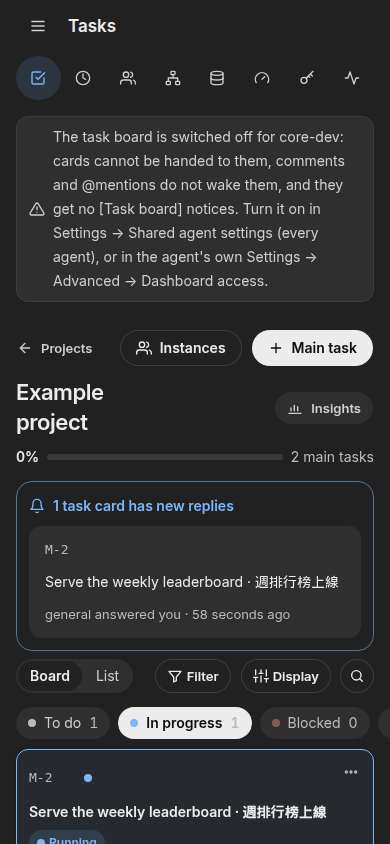 Tasks
The task board is switched off for core-dev:
cards cannot be handed to them, comments
and @mentions do not wake them, and they
get no [Task board] notices. Turn it on in
Settings → Shared agent settings (every
agent), or in the agent's own Settings →
Advanced → Dashboard access.
← Projects
Instances
+ Main task
Example
project
Insights
0%
2 main tasks
1 task card has new replies
M-2
Serve the weekly leaderboard · 週排行榜上線
general answered you · 58 seconds ago
Board
List
Filter
Display
To do 1
In progress 1
Blocked 0
M-2
Serve the weekly leaderboard · 週排行榜上線
Running